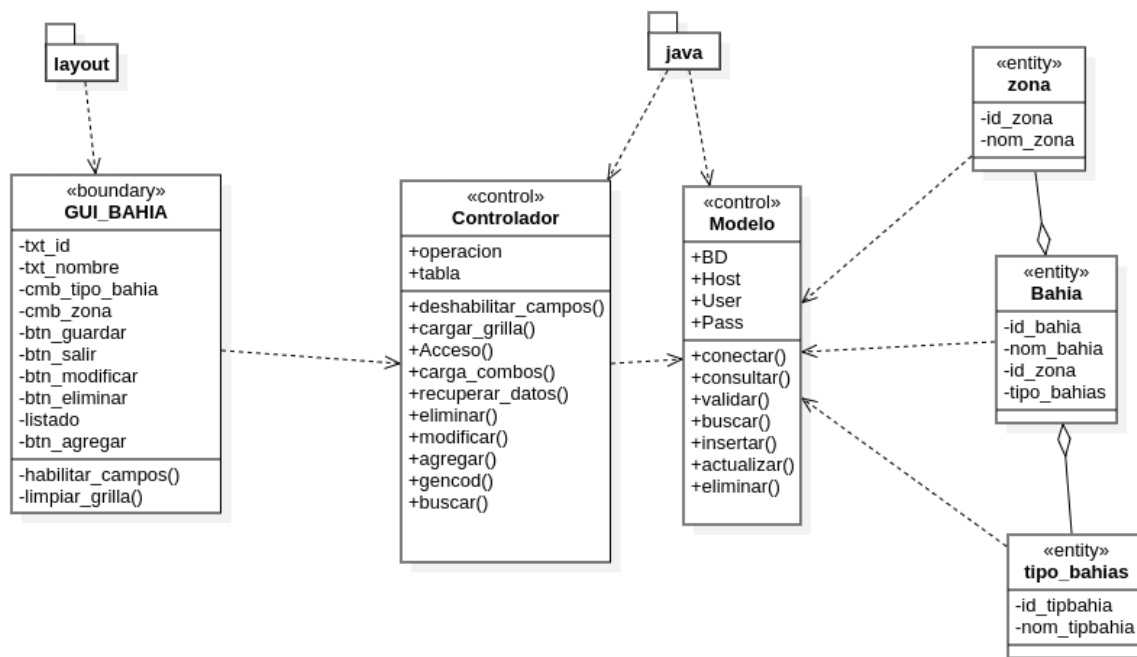 layout
java
«boundary»
GUI_BAHIA
-txt_id
-txt_nombre
-cmb_tipo_bahia
-cmb_zona
-btn_guardar
-btn_salir
-btn_modificar
-btn_eliminar
-listado
-btn_agregar
-habilitar_campos()
-limpiar_grilla()
«control»
Controlador
+operacion
+tabla
+deshabilitar_campos()
+cargar_grilla()
+Acceso()
+carga_combos()
+recuperar_datos()
+eliminar()
+modificar()
+agregar()
+gencod()
+buscar()
«control»
Modelo
+BD
+Host
+User
+Pass
+conectar()
+consultar()
+validar()
+buscar()
+insertar()
+actualizar()
+eliminar()
«entity»
zona
-id_zona
-nom_zona
«entity»
Bahia
-id_bahia
-nom_bahia
-id_zona
-tipo_bahias
«entity»
tipo_bahias
-id_tipbahia
-nom_tipbahia